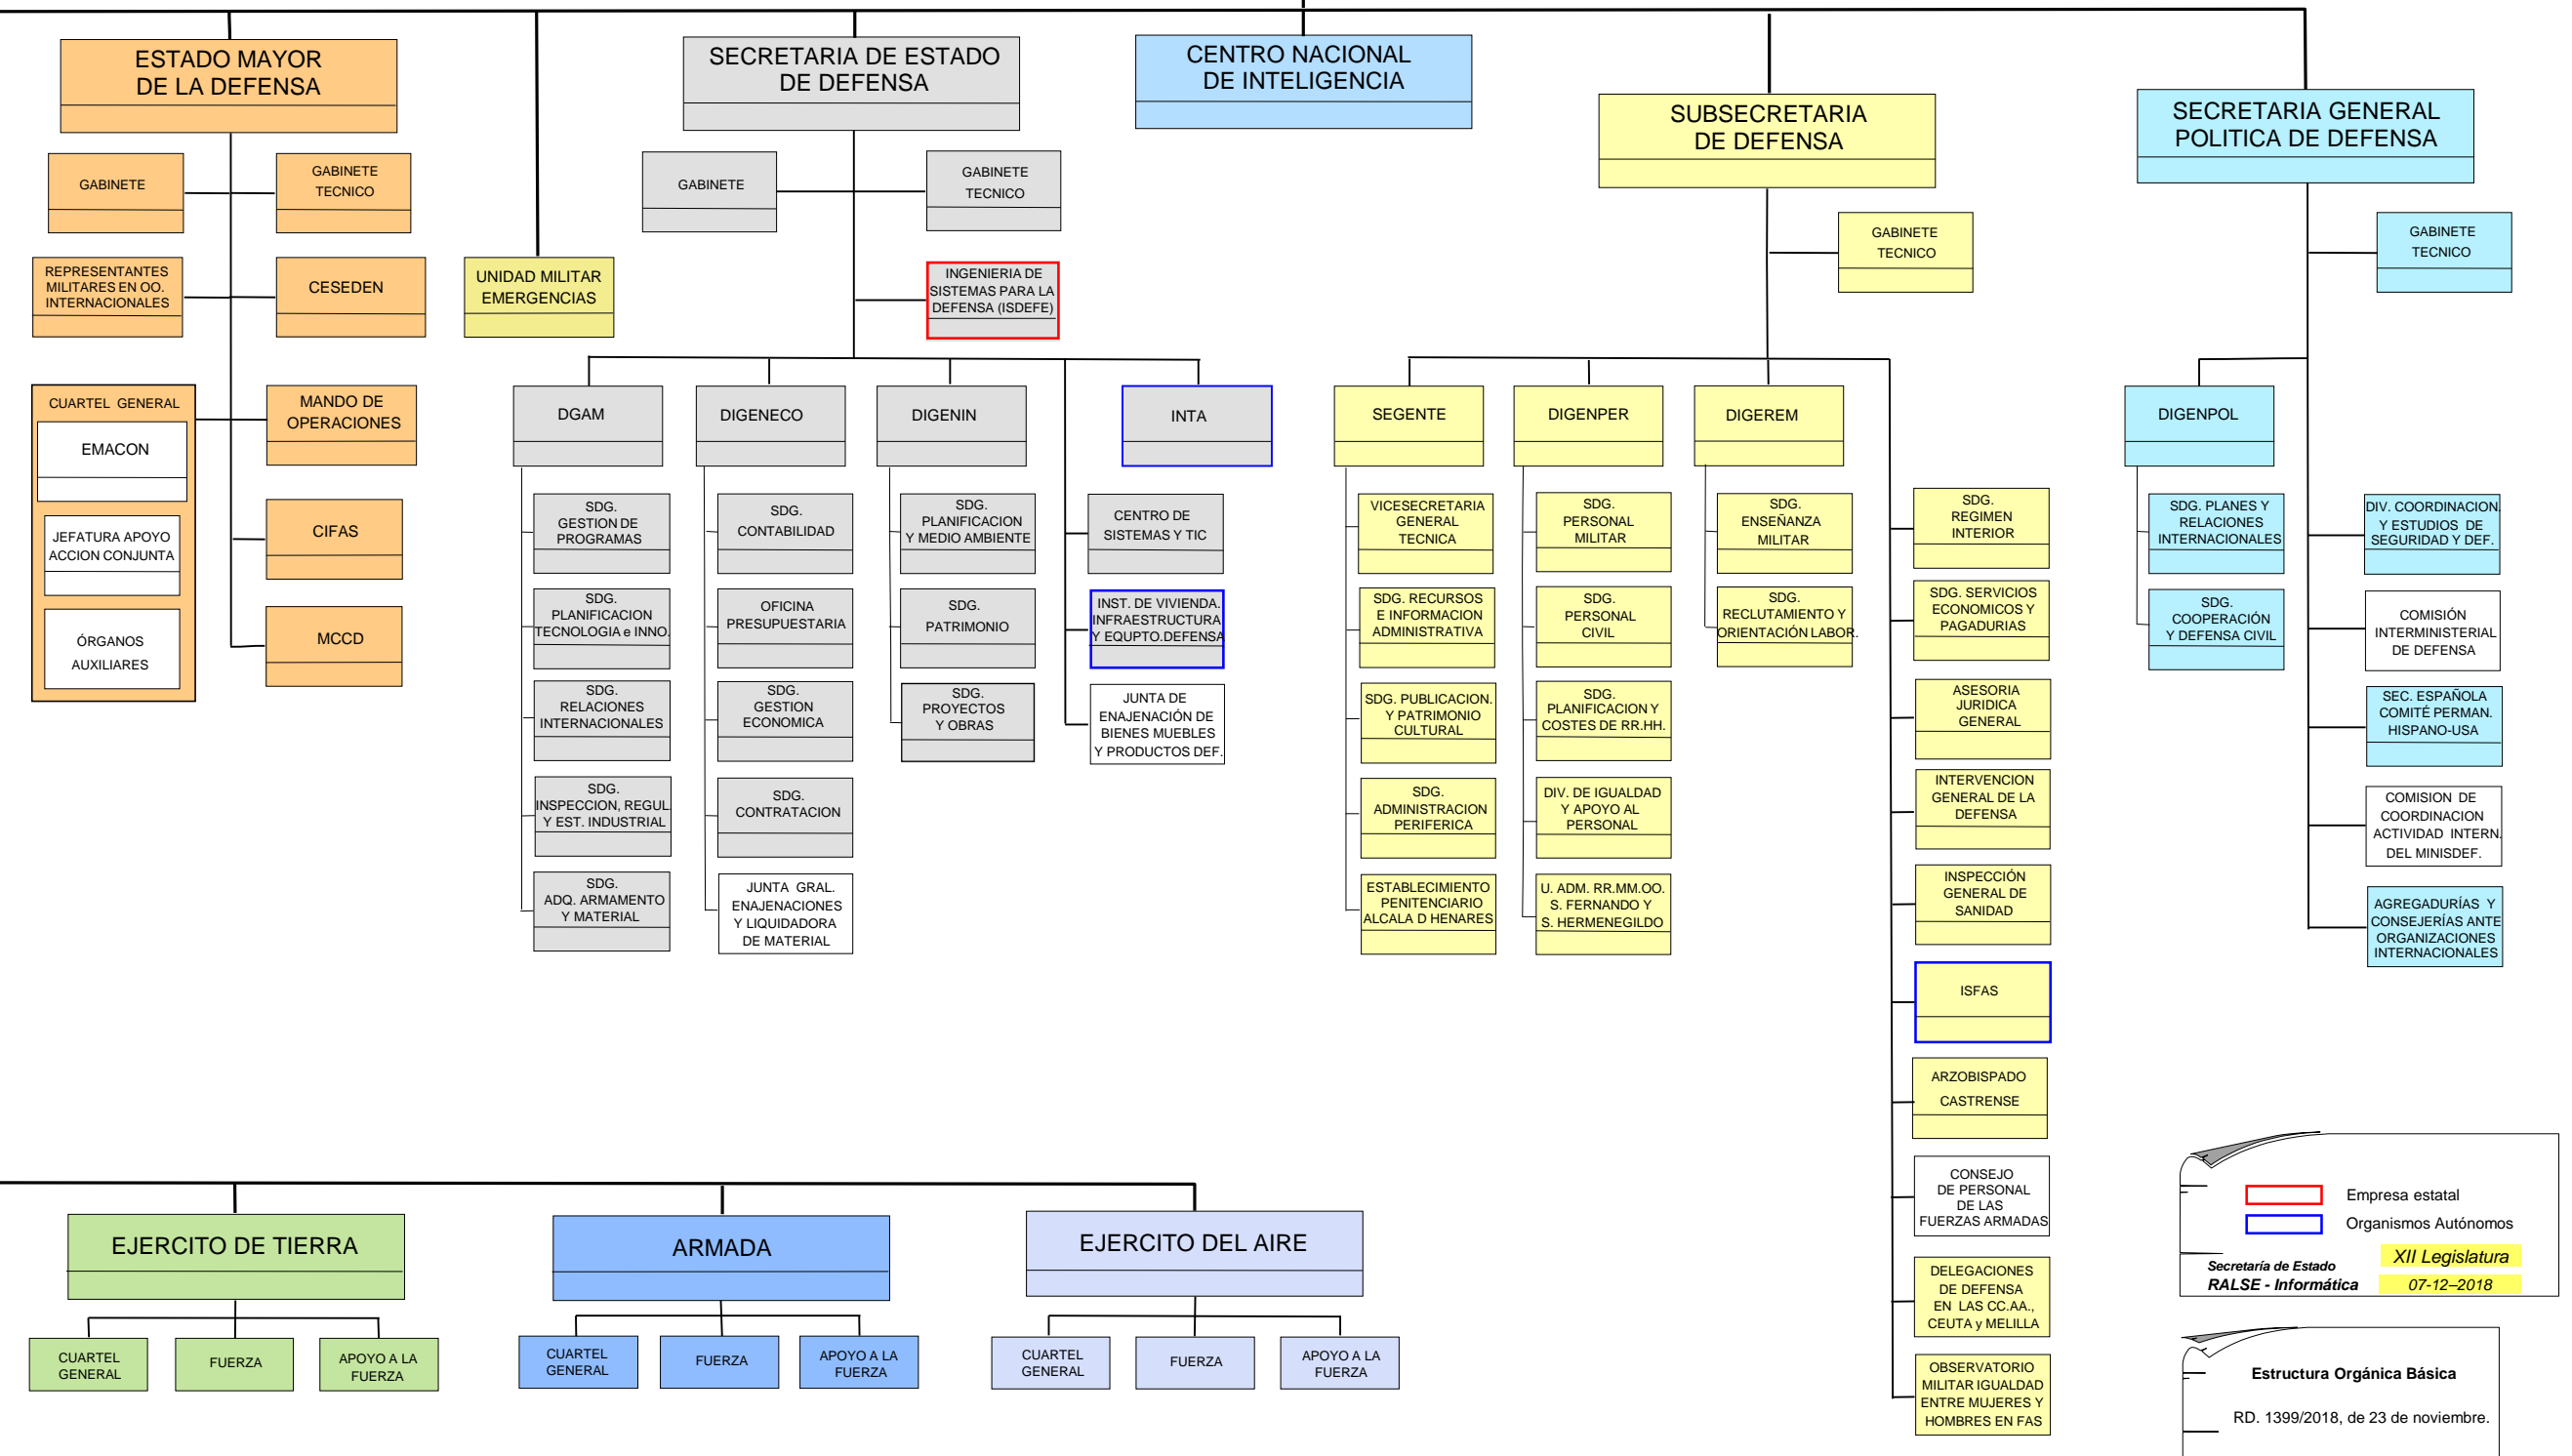 ESTADO MAYOR
DE LA DEFENSA
SECRETARIA DE ESTADO
DE DEFENSA
CENTRO NACIONAL
DE INTELIGENCIA
SUBSECRETARIA
DE DEFENSA
SECRETARIA GENERAL
POLITICA DE DEFENSA
GABINETE
GABINETE
TECNICO
REPRESENTANTES
MILITARES EN OO.
INTERNACIONALES
CESEDEN
CUARTEL GENERAL
EMACON
JEFATURA APOYO
ACCION CONJUNTA
ÓRGANOS
AUXILIARES
MANDO DE
OPERACIONES
CIFAS
MCCD
UNIDAD MILITAR
EMERGENCIAS
GABINETE
GABINETE
TECNICO
INGENIERIA DE
SISTEMAS PARA LA
DEFENSA (ISDEFE)
DGAM
SDG.
GESTION DE
PROGRAMAS
SDG.
PLANIFICACION
TECNOLOGIA e INNO.
SDG.
RELACIONES
INTERNACIONALES
SDG.
INSPECCION, REGUL.
Y EST. INDUSTRIAL
SDG.
ADQ. ARMAMENTO
Y MATERIAL
DIGENECO
SDG.
CONTABILIDAD
OFICINA
PRESUPUESTARIA
SDG.
GESTION
ECONOMICA
SDG.
CONTRATACION
JUNTA GRAL.
ENAJENACIONES
Y LIQUIDADORA
DE MATERIAL
DIGENIN
SDG.
PLANIFICACION
Y MEDIO AMBIENTE
SDG.
PATRIMONIO
SDG.
PROYECTOS
Y OBRAS
INTA
CENTRO DE
SISTEMAS Y TIC
INST. DE VIVIENDA.
INFRAESTRUCTURA
Y EQUPTO.DEFENSA
JUNTA DE
ENAJENACIÓN DE
BIENES MUEBLES
Y PRODUCTOS DEF.
GABINETE
TECNICO
SEGENTE
VICESECRETARIA
GENERAL
TECNICA
SDG. RECURSOS
E INFORMACION
ADMINISTRATIVA
SDG. PUBLICACION.
Y PATRIMONIO
CULTURAL
SDG.
ADMINISTRACION
PERIFERICA
ESTABLECIMIENTO
PENITENCIARIO
ALCALA D HENARES
DIGENPER
SDG.
PERSONAL
MILITAR
SDG.
PERSONAL
CIVIL
SDG.
PLANIFICACION Y
COSTES DE RR.HH.
DIV. DE IGUALDAD
Y APOYO AL
PERSONAL
U. ADM. RR.MM.OO.
S. FERNANDO Y
S. HERMENEGILDO
DIGEREM
SDG.
ENSEÑANZA
MILITAR
SDG.
RECLUTAMIENTO Y
ORIENTACIÓN LABOR.
SDG.
REGIMEN
INTERIOR
SDG. SERVICIOS
ECONOMICOS Y
PAGADURIAS
ASESORIA
JURIDICA
GENERAL
INTERVENCION
GENERAL DE LA
DEFENSA
INSPECCIÓN
GENERAL DE
SANIDAD
ISFAS
ARZOBISPADO
CASTRENSE
CONSEJO
DE PERSONAL
DE LAS
FUERZAS ARMADAS
DELEGACIONES
DE DEFENSA
EN LAS CC.AA.,
CEUTA y MELILLA
OBSERVATORIO
MILITAR IGUALDAD
ENTRE MUJERES Y
HOMBRES EN FAS
GABINETE
TECNICO
DIGENPOL
SDG. PLANES Y
RELACIONES
INTERNACIONALES
SDG.
COOPERACIÓN
Y DEFENSA CIVIL
DIV. COORDINACION.
Y ESTUDIOS DE
SEGURIDAD Y DEF.
COMISIÓN
INTERMINISTERIAL
DE DEFENSA
SEC. ESPAÑOLA
COMITÉ PERMAN.
HISPANO-USA
COMISION DE
COORDINACION
ACTIVIDAD INTERN.
DEL MINISDEF.
AGREGADURÍAS Y
CONSEJERÍAS ANTE
ORGANIZACIONES
INTERNACIONALES
EJERCITO DE TIERRA
CUARTEL
GENERAL
FUERZA
APOYO A LA
FUERZA
ARMADA
CUARTEL
GENERAL
FUERZA
APOYO A LA
FUERZA
EJERCITO DEL AIRE
CUARTEL
GENERAL
FUERZA
APOYO A LA
FUERZA
Empresa estatal
Organismos Autónomos
XII Legislatura
Secretaría de Estado
RALSE - Informática
07-12–2018
Estructura Orgánica Básica
RD. 1399/2018, de 23 de noviembre.